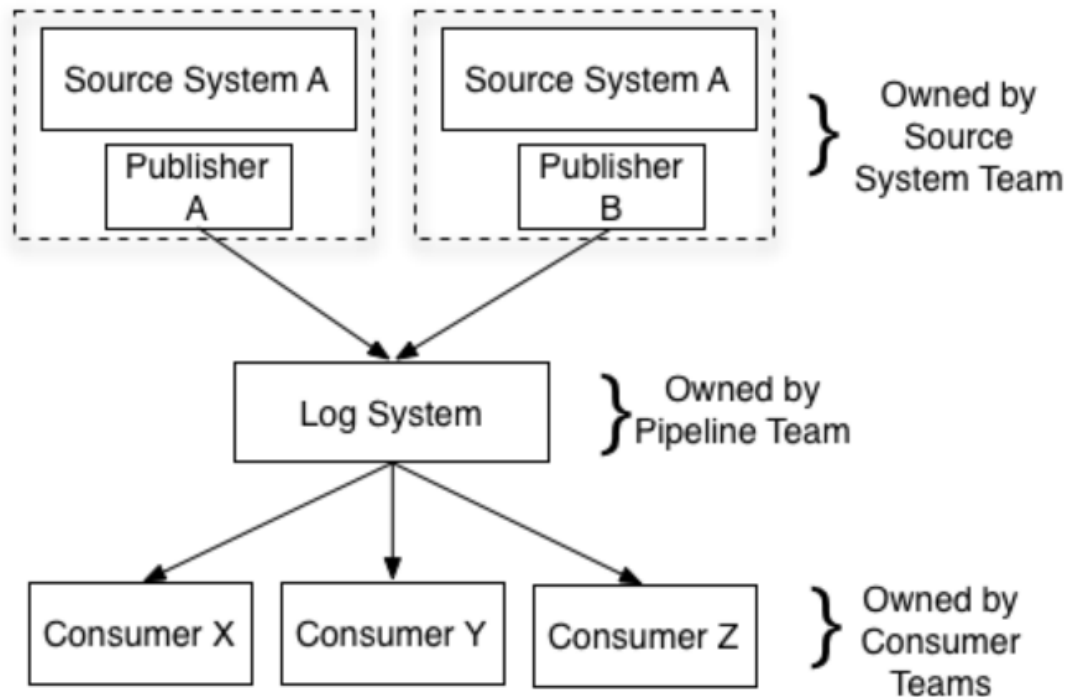 Source System A
Publisher
A
Source System A
Publisher
B
Owned by
Source
System Team
Log System
Owned by
Pipeline Team
Consumer X
Consumer Y
Consumer Z
Owned by
Consumer
Teams